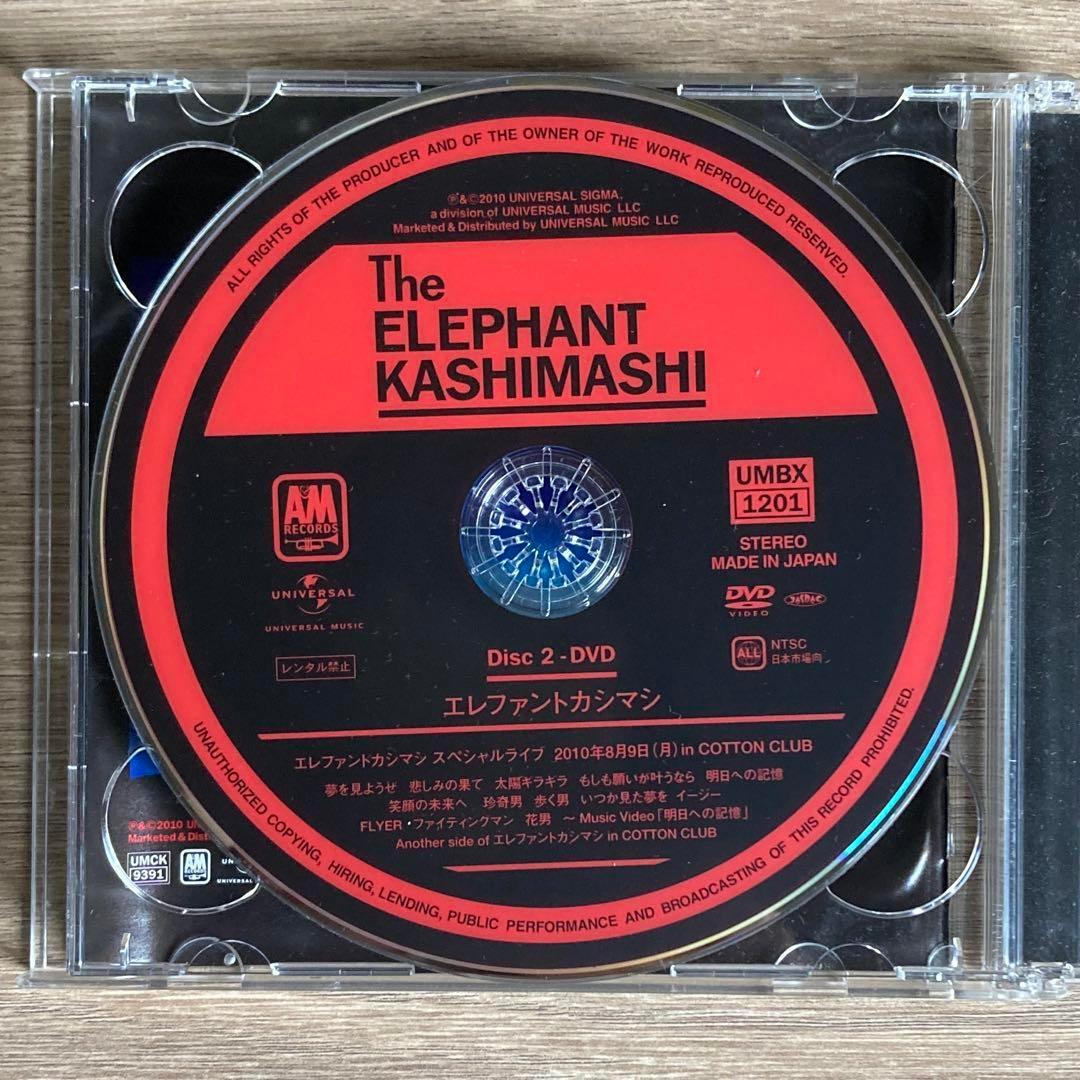 ALL RIGHTS OF THE PRODUCER AND OF THE OWNER OF THE WORK REPRODUCED RESERVED.
℗&©2010 UNIVERSAL SIGMA,
a division of UNIVERSAL MUSIC LLC
Marketed & Distributed by UNIVERSAL MUSIC LLC
The
ELEPHANT
KASHIMASHI
A&M
RECORDS
UNIVERSAL
UNIVERSAL MUSIC
レンタル禁止
UMBX
1201
STEREO
MADE IN JAPAN
DVD
VIDEO
JASRAC
ALL
NTSC
日本市場向
Disc 2 - DVD
エレファントカシマシ
エレファントカシマシ スペシャルライブ 2010年8月9日(月) in COTTON CLUB
夢を見ようぜ 悲しみの果て 太陽ギラギラ もしも願いが叶うなら 明日への記憶
笑顔の未来へ 珍奇男 歩く男 いつか見た夢を イージー
FLYER ファイティングマン 花男 ～ Music Video「明日への記憶」
Another side of エレファントカシマシ in COTTON CLUB
UNAUTHORIZED COPYING, HIRING, LENDING, PUBLIC PERFORMANCE AND BROADCASTING OF THIS RECORD PROHIBITED.
℗&©2010 UN
Marketed & Dist
UMCK
9391
A&M
RECORDS